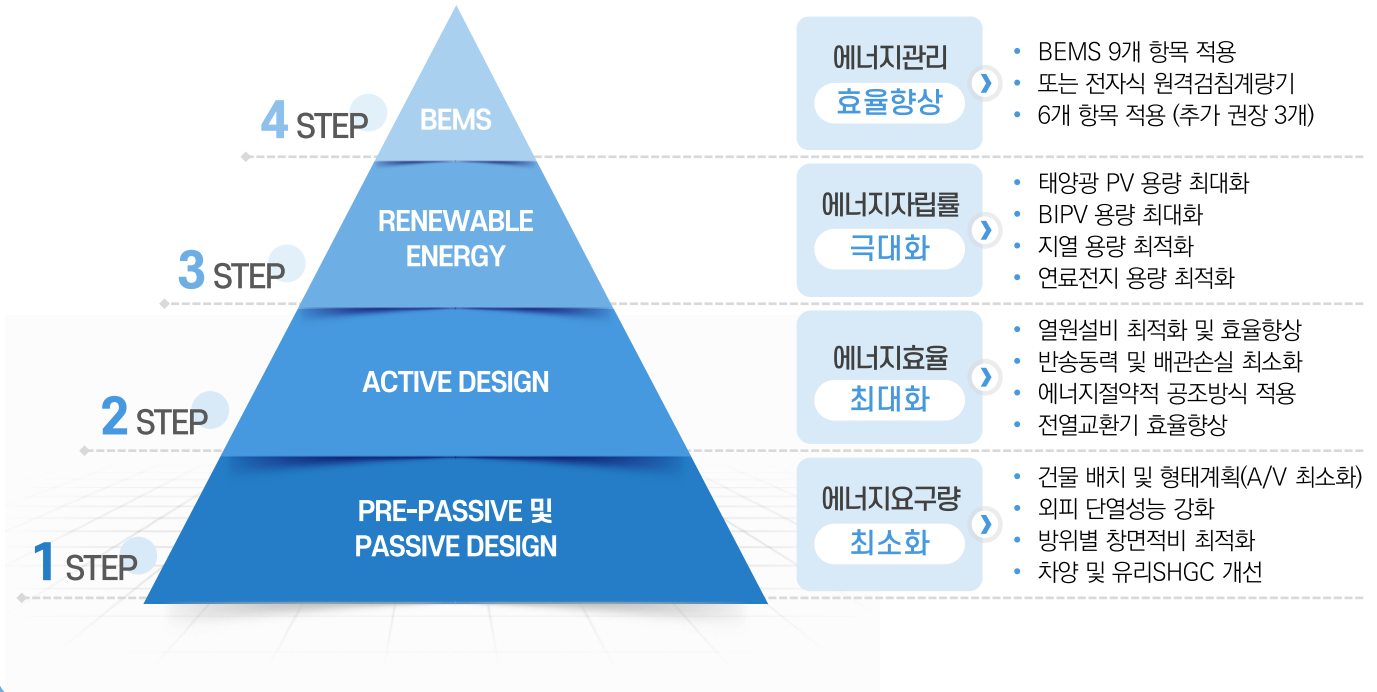 4 STEP
BEMS
에너지관리
효율향상
• BEMS 9개 항목 적용
• 또는 전자식 원격검침계량기
• 6개 항목 적용 (추가 권장 3개)
3 STEP
RENEWABLE
ENERGY
에너지자립률
극대화
• 태양광 PV 용량 최대화
• BIPV 용량 최대화
• 지열 용량 최적화
• 연료전지 용량 최적화
2 STEP
ACTIVE DESIGN
에너지효율
최대화
• 열원설비 최적화 및 효율향상
• 반송동력 및 배관손실 최소화
• 에너지절약적 공조방식 적용
• 전열교환기 효율향상
1 STEP
PRE-PASSIVE 및
PASSIVE DESIGN
에너지요구량
최소화
• 건물 배치 및 형태계획(A/V 최소화)
• 외피 단열성능 강화
• 방위별 창면적비 최적화
• 차양 및 유리SHGC 개선